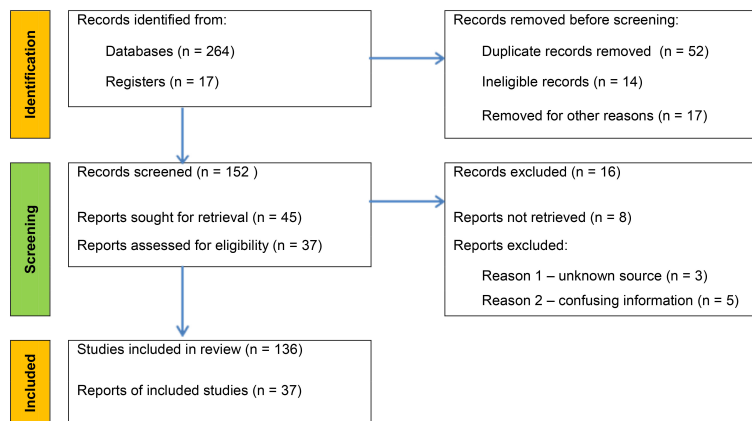 Identification
Records identified from:
Databases (n = 264)
Registers (n = 17)
Records removed before screening:
Duplicate records removed (n = 52)
Ineligible records (n = 14)
Removed for other reasons (n = 17)
Screening
Records screened (n = 152 )
Reports sought for retrieval (n = 45)
Reports assessed for eligibility (n = 37)
Records excluded (n = 16)
Reports not retrieved (n = 8)
Reports excluded:
Reason 1 – unknown source (n = 3)
Reason 2 – confusing information (n = 5)
Included
Studies included in review (n = 136)
Reports of included studies (n = 37)